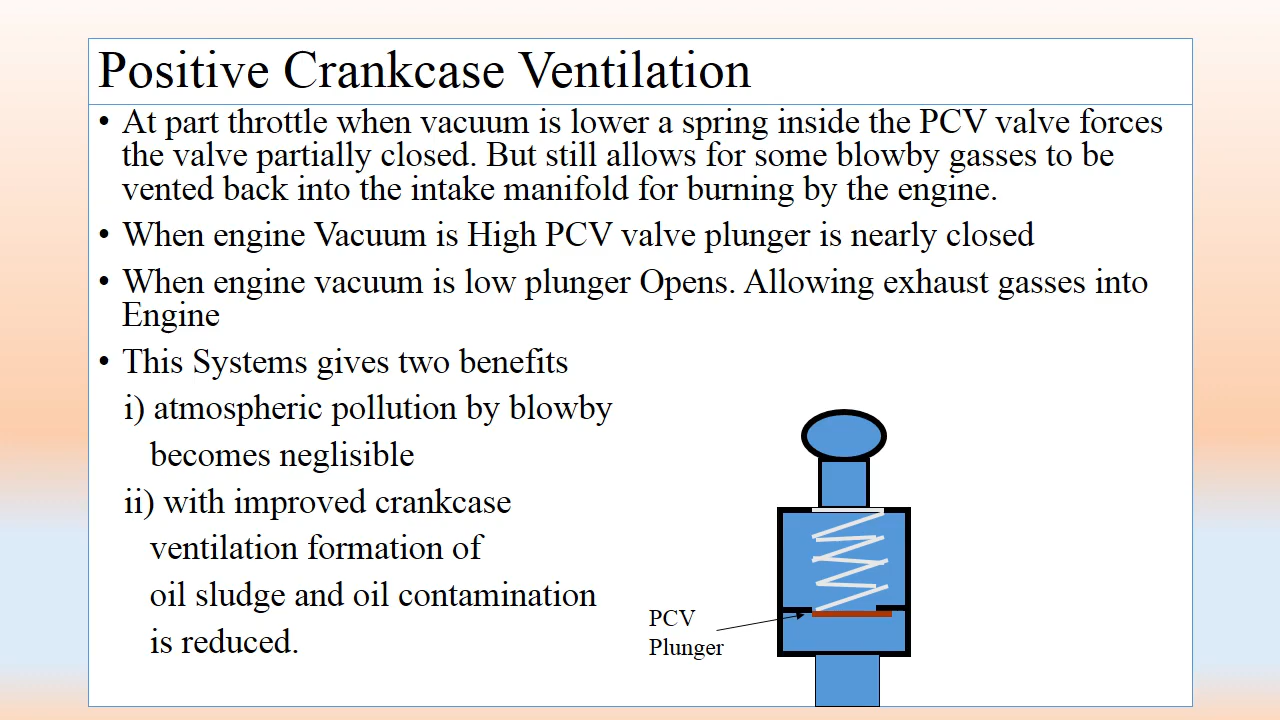 Positive Crankcase Ventilation
• At part throttle when vacuum is lower a spring inside the PCV valve forces
the valve partially closed. But still allows for some blowby gasses to be
vented back into the intake manifold for burning by the engine.
• When engine Vacuum is High PCV valve plunger is nearly closed
• When engine vacuum is low plunger Opens. Allowing exhaust gasses into
Engine
• This Systems gives two benefits
i) atmospheric pollution by blowby
becomes neglisible
ii) with improved crankcase
ventilation formation of
oil sludge and oil contamination
is reduced.
PCV
Plunger